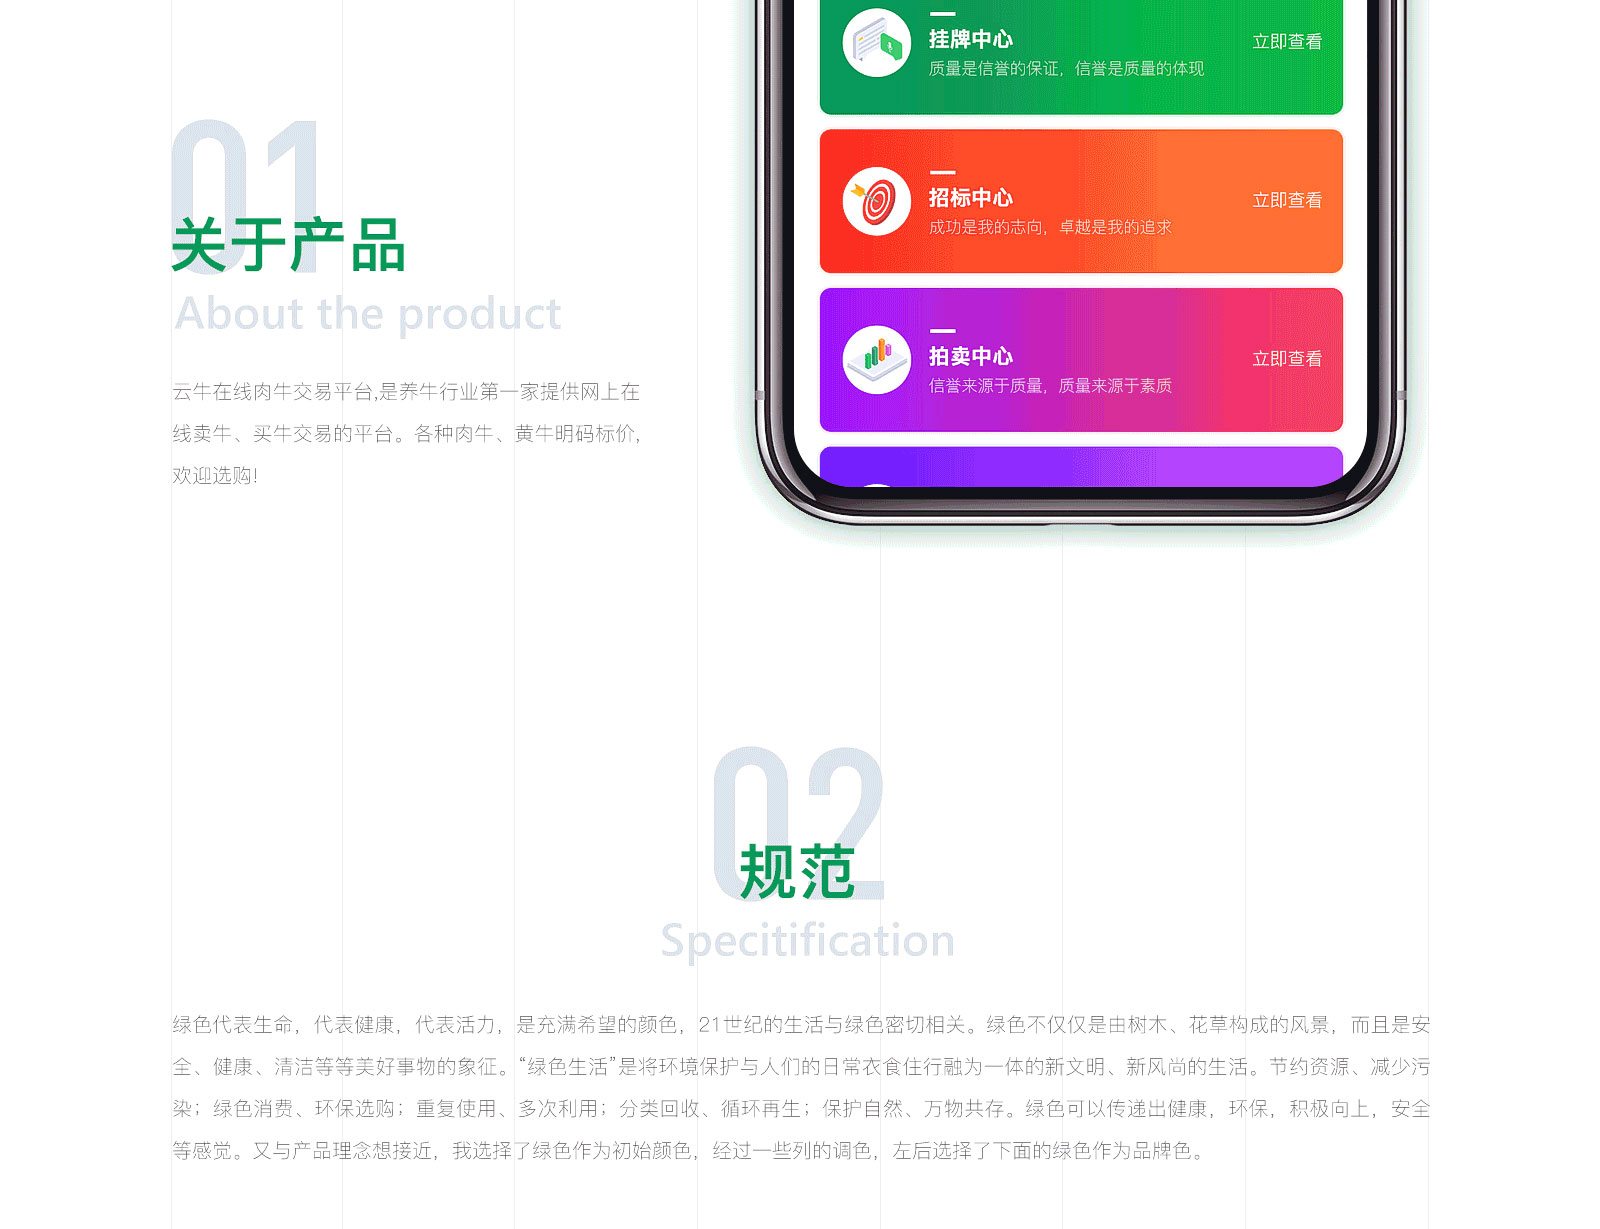 挂牌中心
立即查看
质量是信誉的保证，信誉是质量的体现
招标中心
立即查看
成功是我的志向，卓越是我的追求
拍卖中心
立即查看
信誉来源于质量，质量来源于素质
01
关于产品
About the product
云牛在线肉牛交易平台,是养牛行业第一家提供网上在
线卖牛、买牛交易的平台。各种肉牛、黄牛明码标价，
欢迎选购!
02
规范
Specitification
绿色代表生命，代表健康，代表活力，是充满希望的颜色，21世纪的生活与绿色密切相关。绿色不仅仅是由树木、花草构成的风景，而且是安
全、健康、清洁等等美好事物的象征。“绿色生活”是将环境保护与人们的日常衣食住行融为一体的新文明、新风尚的生活。节约资源、减少污
染；绿色消费、环保选购；重复使用、多次利用；分类回收、循环再生；保护自然、万物共存。绿色可以传递出健康，环保，积极向上，安全
等感觉。又与产品理念想接近，我选择了绿色作为初始颜色，经过一些列的调色，左后选择了下面的绿色作为品牌色。